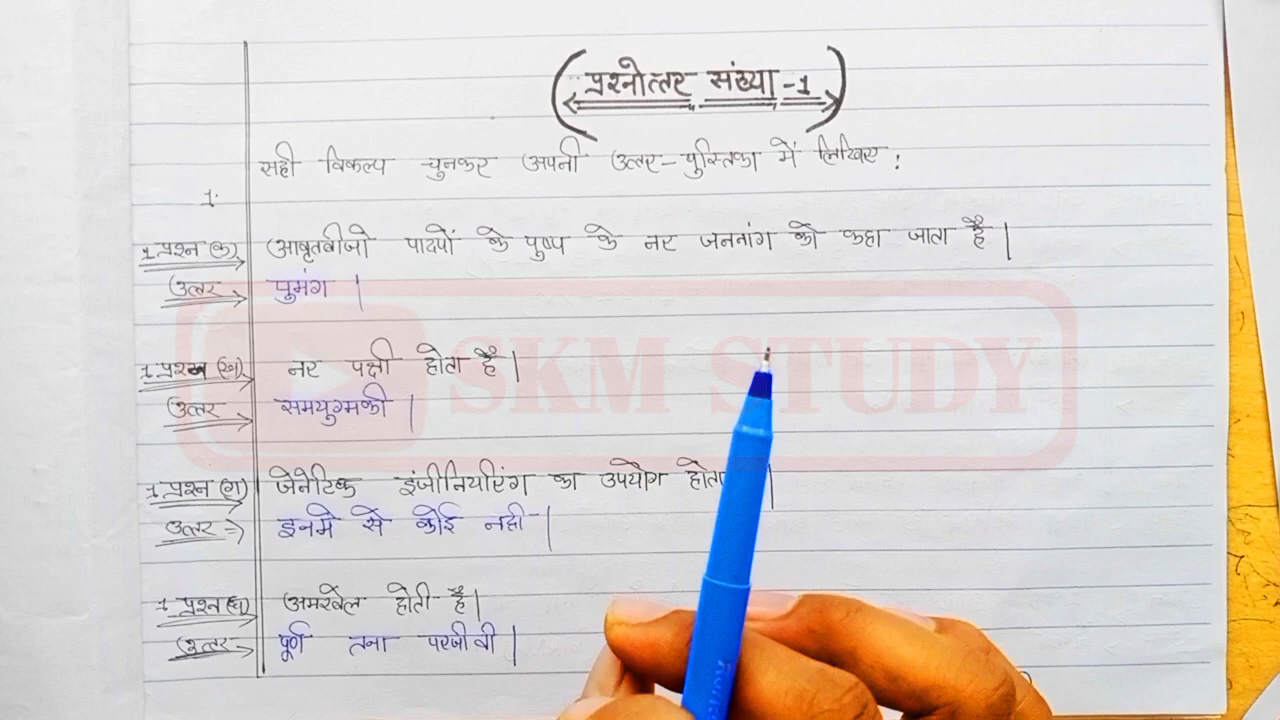 प्रश्नोत्तर संख्या - 1
सही विकल्प चुनकर अपनी उत्तर-पुस्तिका में लिखिए :
1.
1 प्रश्न (क) आवृतबीजी पादपों के पुष्प के नर जननांग को कहा जाता है |
उत्तर पुमंग |
SKM STUDY
1 प्रश्न (ख) नर पक्षी होता है |
उत्तर समयुग्मकी |
1 प्रश्न (ग) जेनेटिक इंजीनियरिंग का उपयोग होता |
उत्तर इनमें से कोई नहीं |
1 प्रश्न (घ) अमरबेल होती है |
उत्तर पूर्ण तना परजीवी |